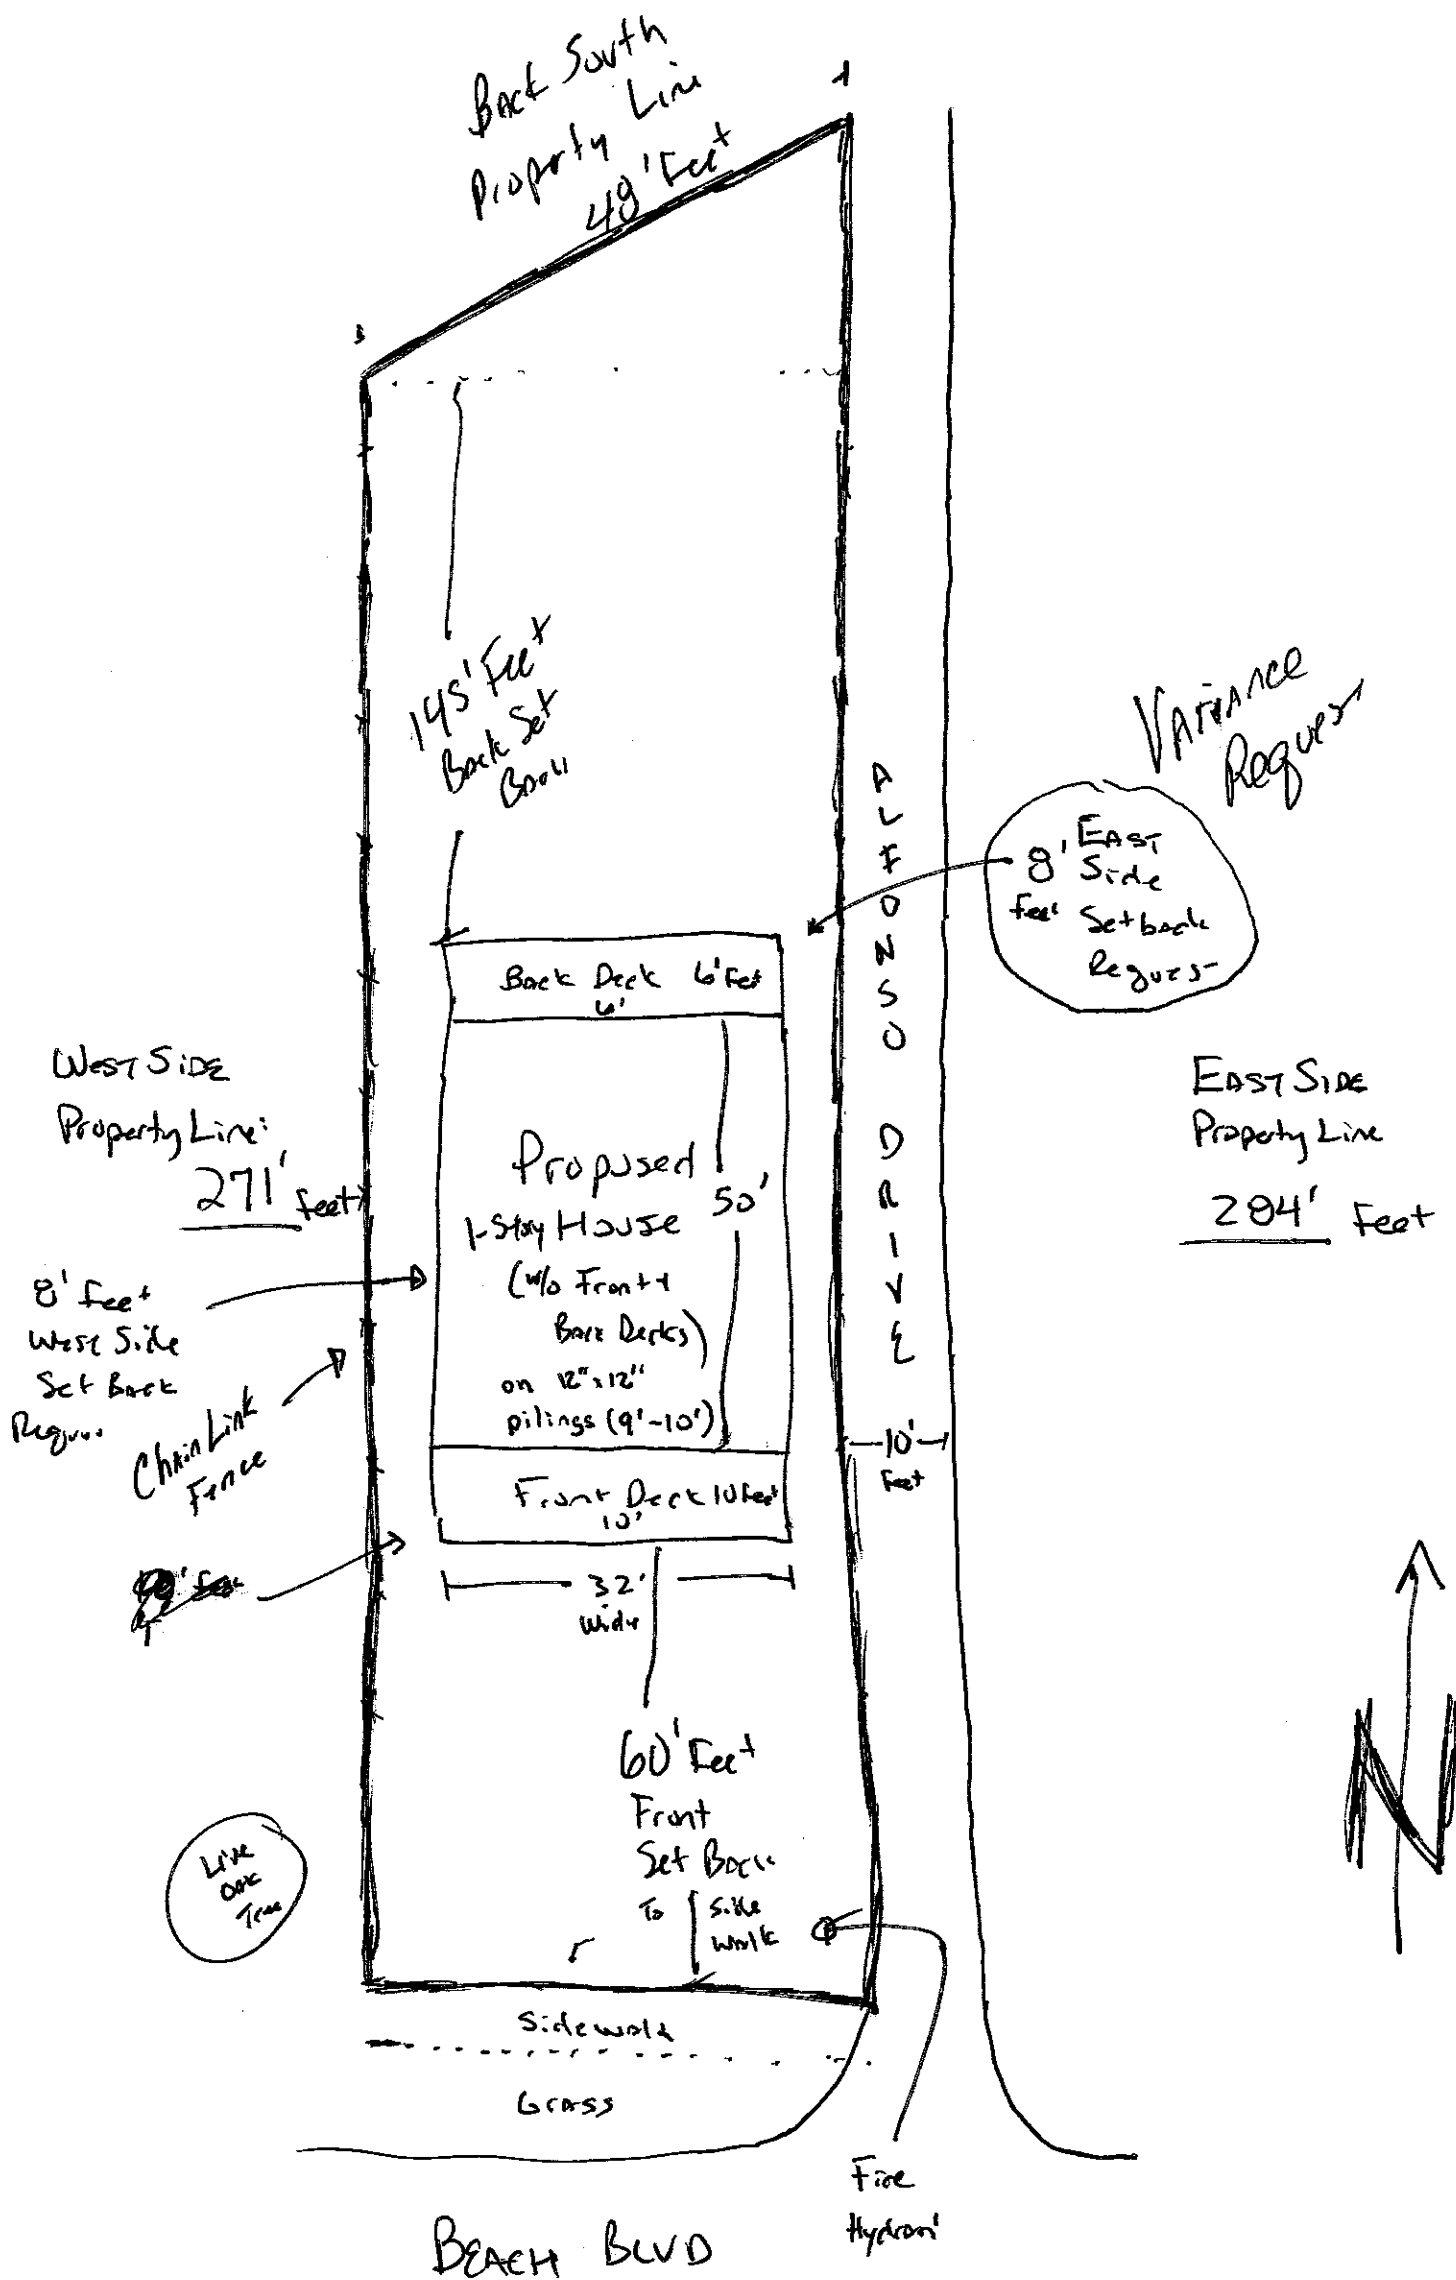 Back South
Property Line
48' Feet
145' Feet
Back Set
Back
Variance
Request
8' East
Side
feet Setback
Reques-
ALFONSO DRIVE
Back Deck 6' Feet
6'
West Side
Property Line:
271' feet
East Side
Property Line
284' Feet
Proposed
1-Story House
50'
(w/o Front +
Back Decks)
on 12"x12"
pilings (9'-10')
8' feet
West Side
Set Back
Chain Link
Fence
10'
feet
Front Deck 10 Feet
10'
32'
wide
60' Feet
Front
Set Back
To side
walk
Live
Oak
Tree
N
Sidewalk
Grass
Fire
Hydrant
BEACH BLVD